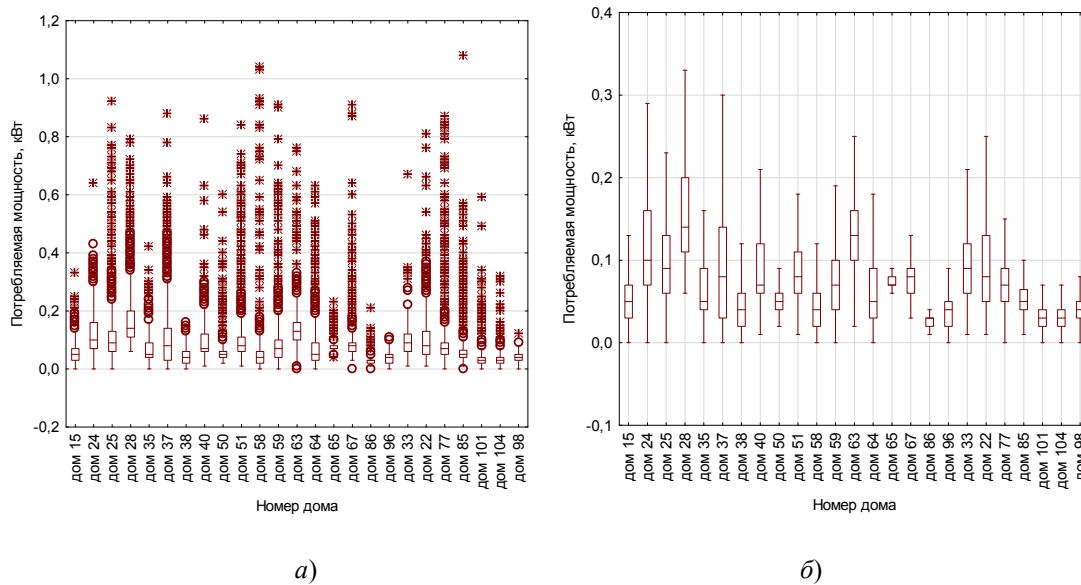 1,2
1,0
0,8
0,6
0,4
0,2
0,0
-0,2
Потребляемая мощность, кВт
дом 15
дом 24
дом 25
дом 28
дом 35
дом 37
дом 38
дом 40
дом 50
дом 51
дом 58
дом 59
дом 63
дом 64
дом 65
дом 67
дом 86
дом 96
дом 33
дом 22
дом 77
дом 85
дом 101
дом 104
дом 98
Номер дома
а)
0,4
0,3
0,2
0,1
0,0
-0,1
Потребляемая мощность, кВт
дом 15
дом 24
дом 25
дом 28
дом 35
дом 37
дом 38
дом 40
дом 50
дом 51
дом 58
дом 59
дом 63
дом 64
дом 65
дом 67
дом 86
дом 96
дом 33
дом 22
дом 77
дом 85
дом 101
дом 104
дом 98
Номер дома
б)